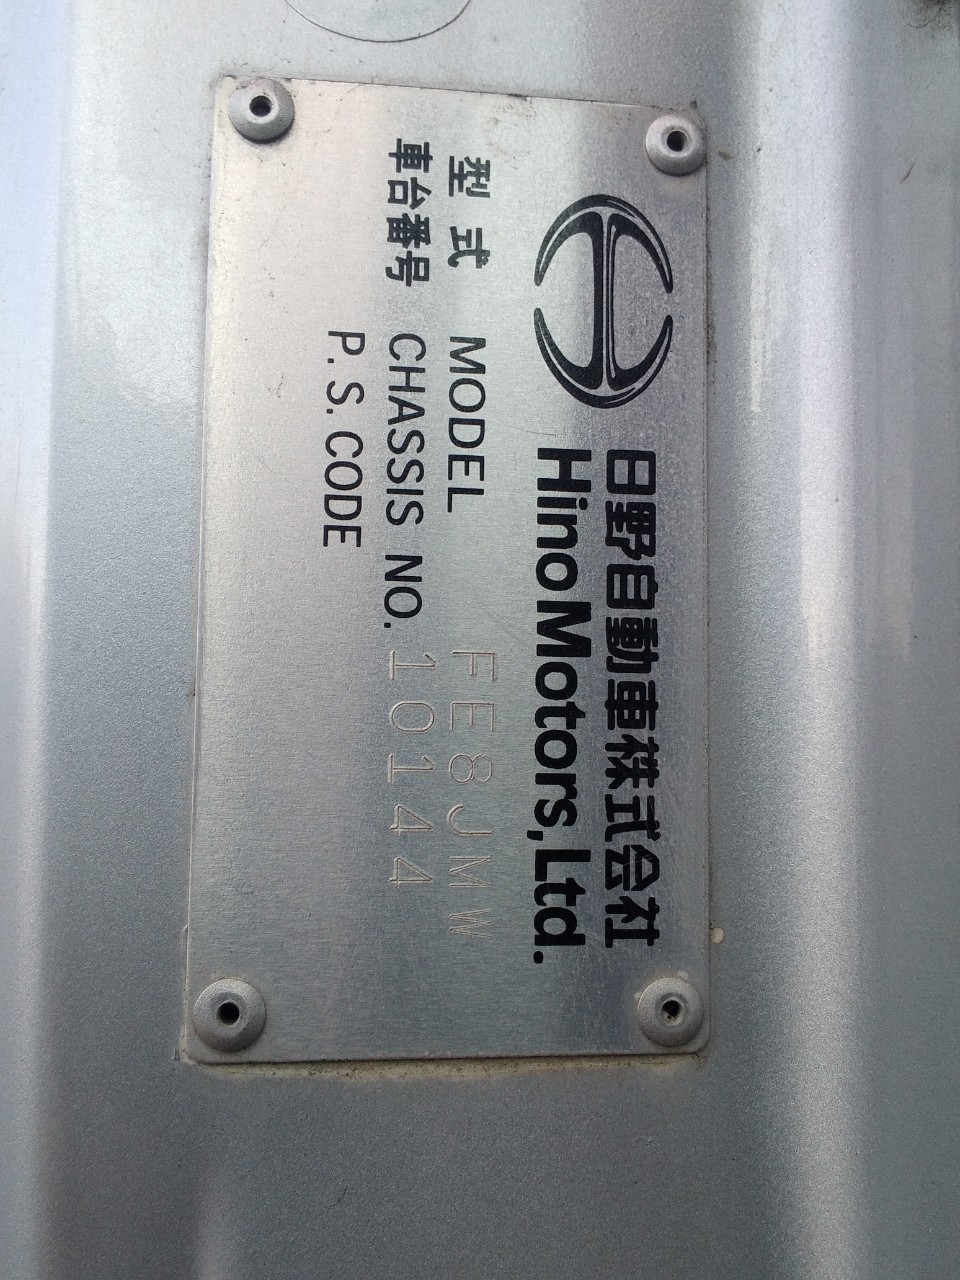 日野自動車株式会社
Hino Motors, Ltd.
型式 MODEL FE8JMW
車台番号 CHASSIS NO. 10144
P.S.CODE